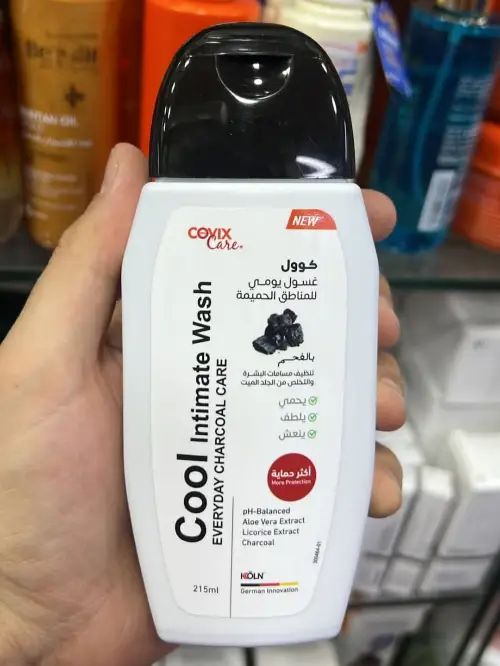 COVIX
Care
NEW
كوول
غسول يومي
للمناطق الحميمة
بالفحم
لتنظيف مسامات البشرة
والتخلص من الجلد الميت
يحمي
يلطف
ينعش
أكثر حماية
More Protection
Cool Intimate Wash
EVERYDAY CHARCOAL CARE
pH-Balanced
Aloe Vera Extract
Licorice Extract
Charcoal
215ml
KÖLN
German Innovation